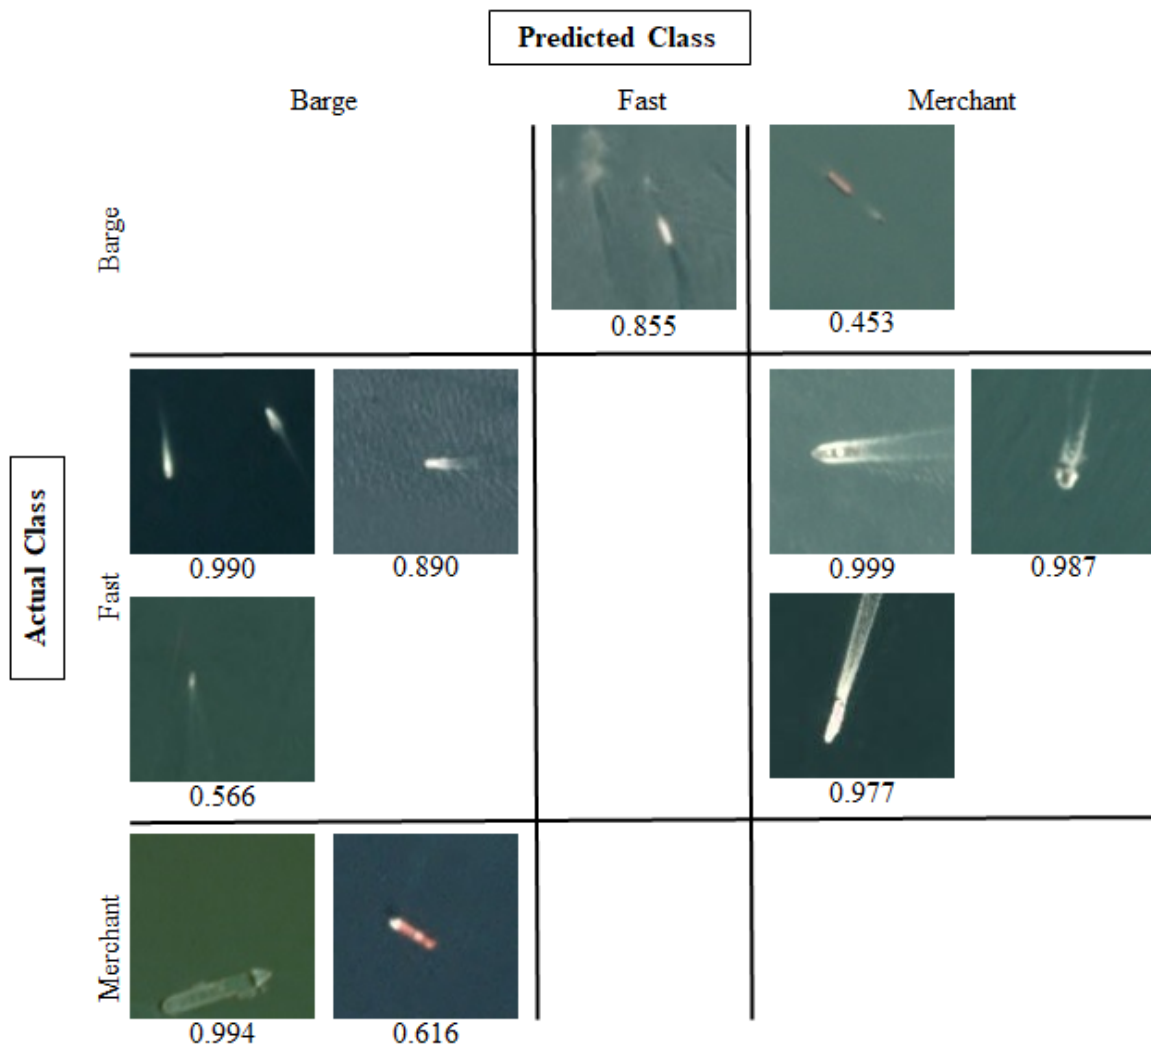 Predicted Class
Barge Fast Merchant
Barge
0.855 0.453
Actual Class
Fast
0.990 0.890 0.999 0.987
0.566 0.977
Merchant
0.994 0.616